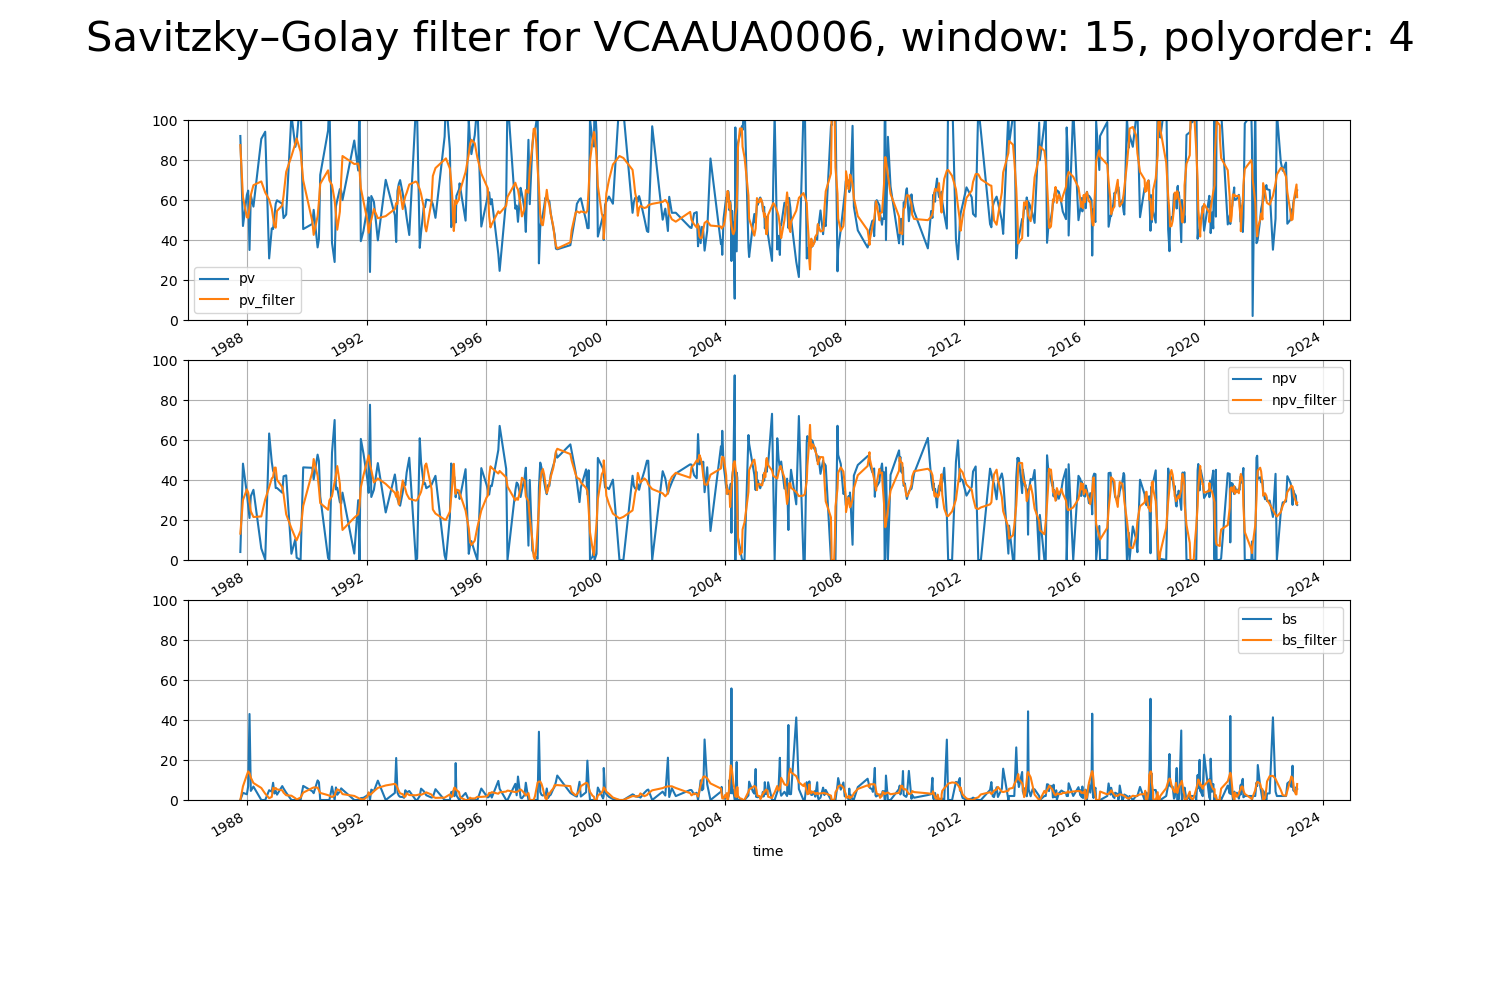 Savitzky–Golay filter for VCAAUA0006, window: 15, polyorder: 4
100
80
60
40
20
0
pv
pv_filter
1988 1992 1996 2000 2004 2008 2012 2016 2020 2024
100
80
60
40
20
0
npv
npv_filter
1988 1992 1996 2000 2004 2008 2012 2016 2020 2024
100
80
60
40
20
0
bs
bs_filter
1988 1992 1996 2000 2004 2008 2012 2016 2020 2024
time